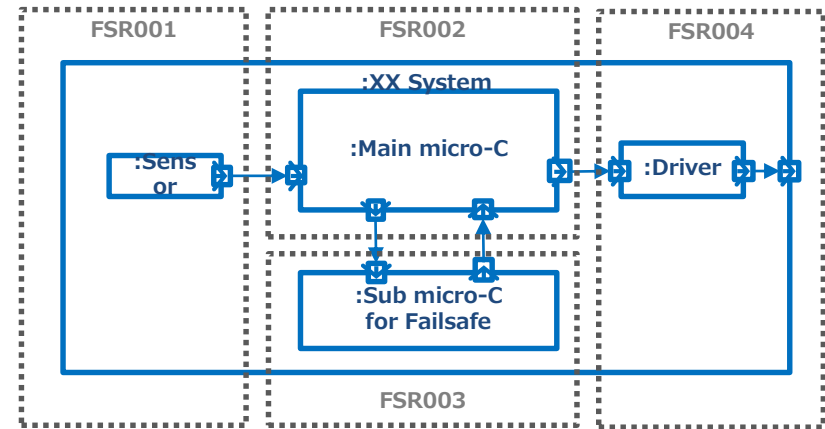 FSR001
FSR002
FSR004
:XX System
:Sens
or
:Main micro-C
:Driver
:Sub micro-C
for Failsafe
FSR003